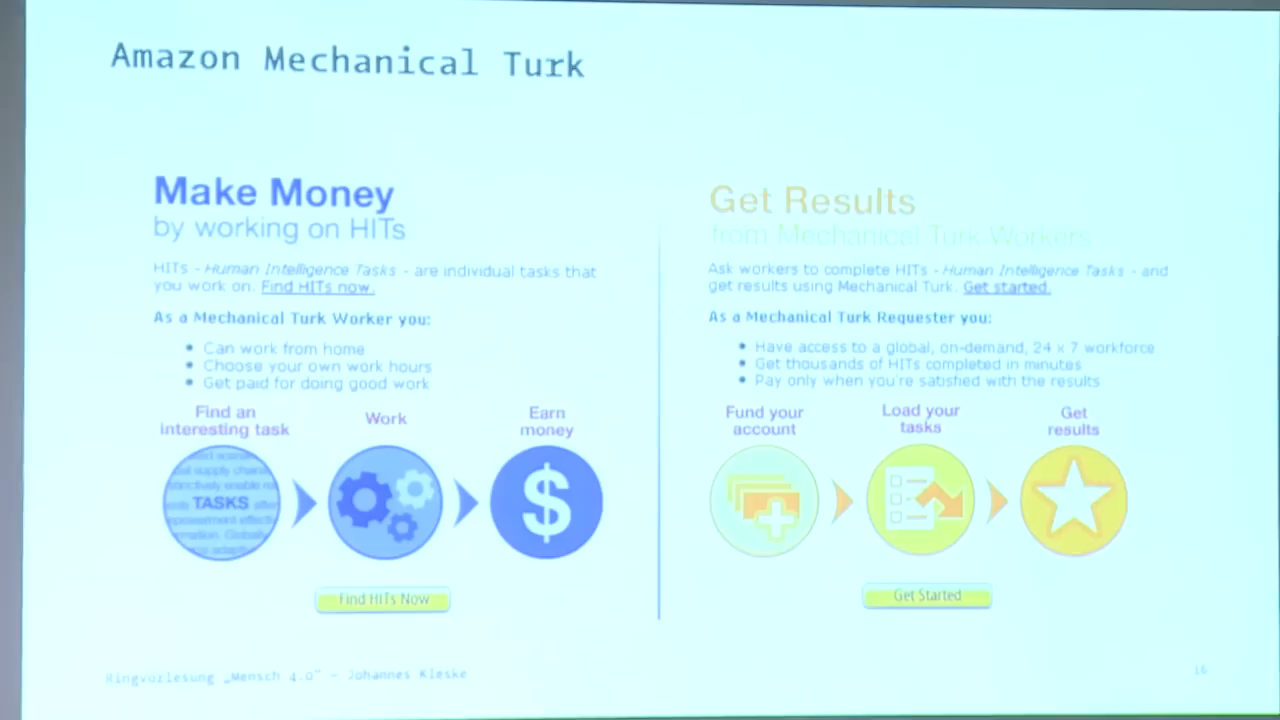 Amazon Mechanical Turk
Make Money
by working on HITs
HITs - Human Intelligence Tasks - are individual tasks that
you work on. Find HITs now.
As a Mechanical Turk Worker you:
• Can work from home
• Choose your own work hours
• Get paid for doing good work
Find an
interesting task
Work
Earn
money
TASKS
Find HITs Now
Get Results
from Mechanical Turk Workers
Ask workers to complete HITs - Human Intelligence Tasks - and
get results using Mechanical Turk. Get started.
As a Mechanical Turk Requester you:
• Have access to a global, on-demand, 24 x 7 workforce
• Get thousands of HITs completed in minutes
• Pay only when you're satisfied with the results
Fund your
account
Load your
tasks
Get
results
$
Get Started
Ringvorlesung „Mensch 4.0" – Johannes Kleske
16